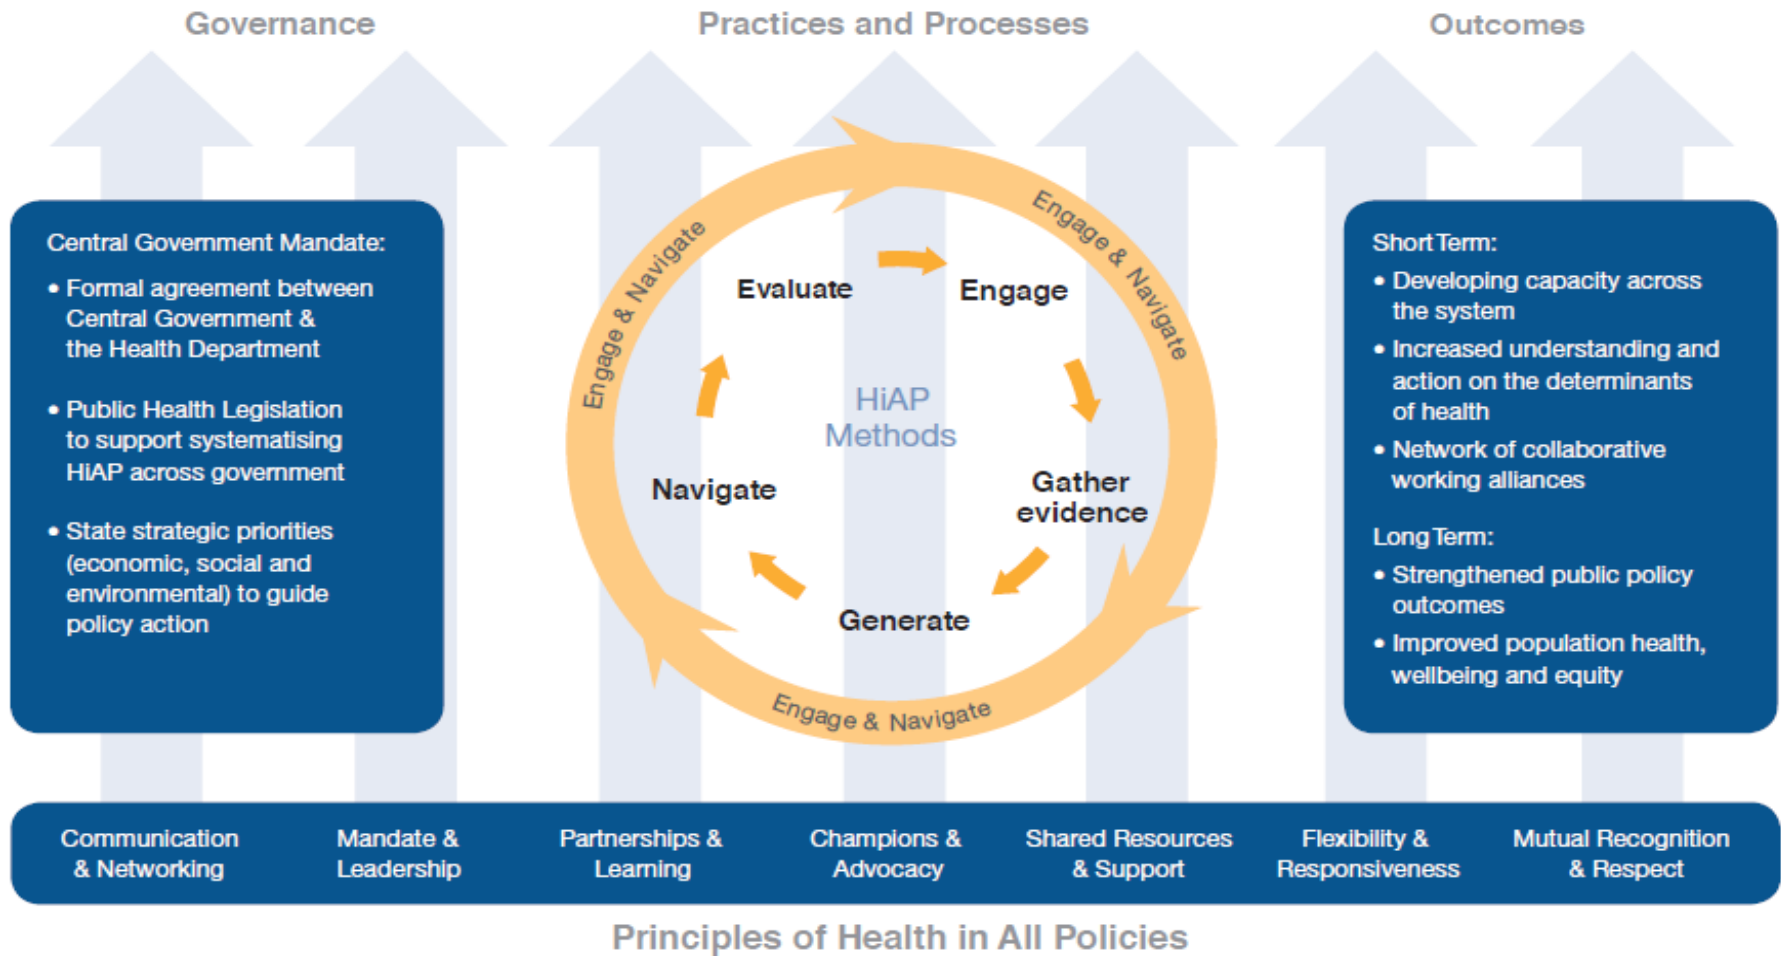 Governance
Practices and Processes
Outcomes
Central Government Mandate:
• Formal agreement between
Central Government &
the Health Department
• Public Health Legislation
to support systematising
HiAP across government
• State strategic priorities
(economic, social and
environmental) to guide
policy action
Engage & Navigate
Engage & Navigate
Engage & Navigate
Evaluate
Engage
HiAP
Methods
Navigate
Gather
evidence
Generate
Short Term:
• Developing capacity across
the system
• Increased understanding and
action on the determinants
of health
• Network of collaborative
working alliances
Long Term:
• Strengthened public policy
outcomes
• Improved population health,
wellbeing and equity
Communication
& Networking
Mandate &
Leadership
Partnerships &
Learning
Champions &
Advocacy
Shared Resources
& Support
Flexibility &
Responsiveness
Mutual Recognition
& Respect
Principles of Health in All Policies